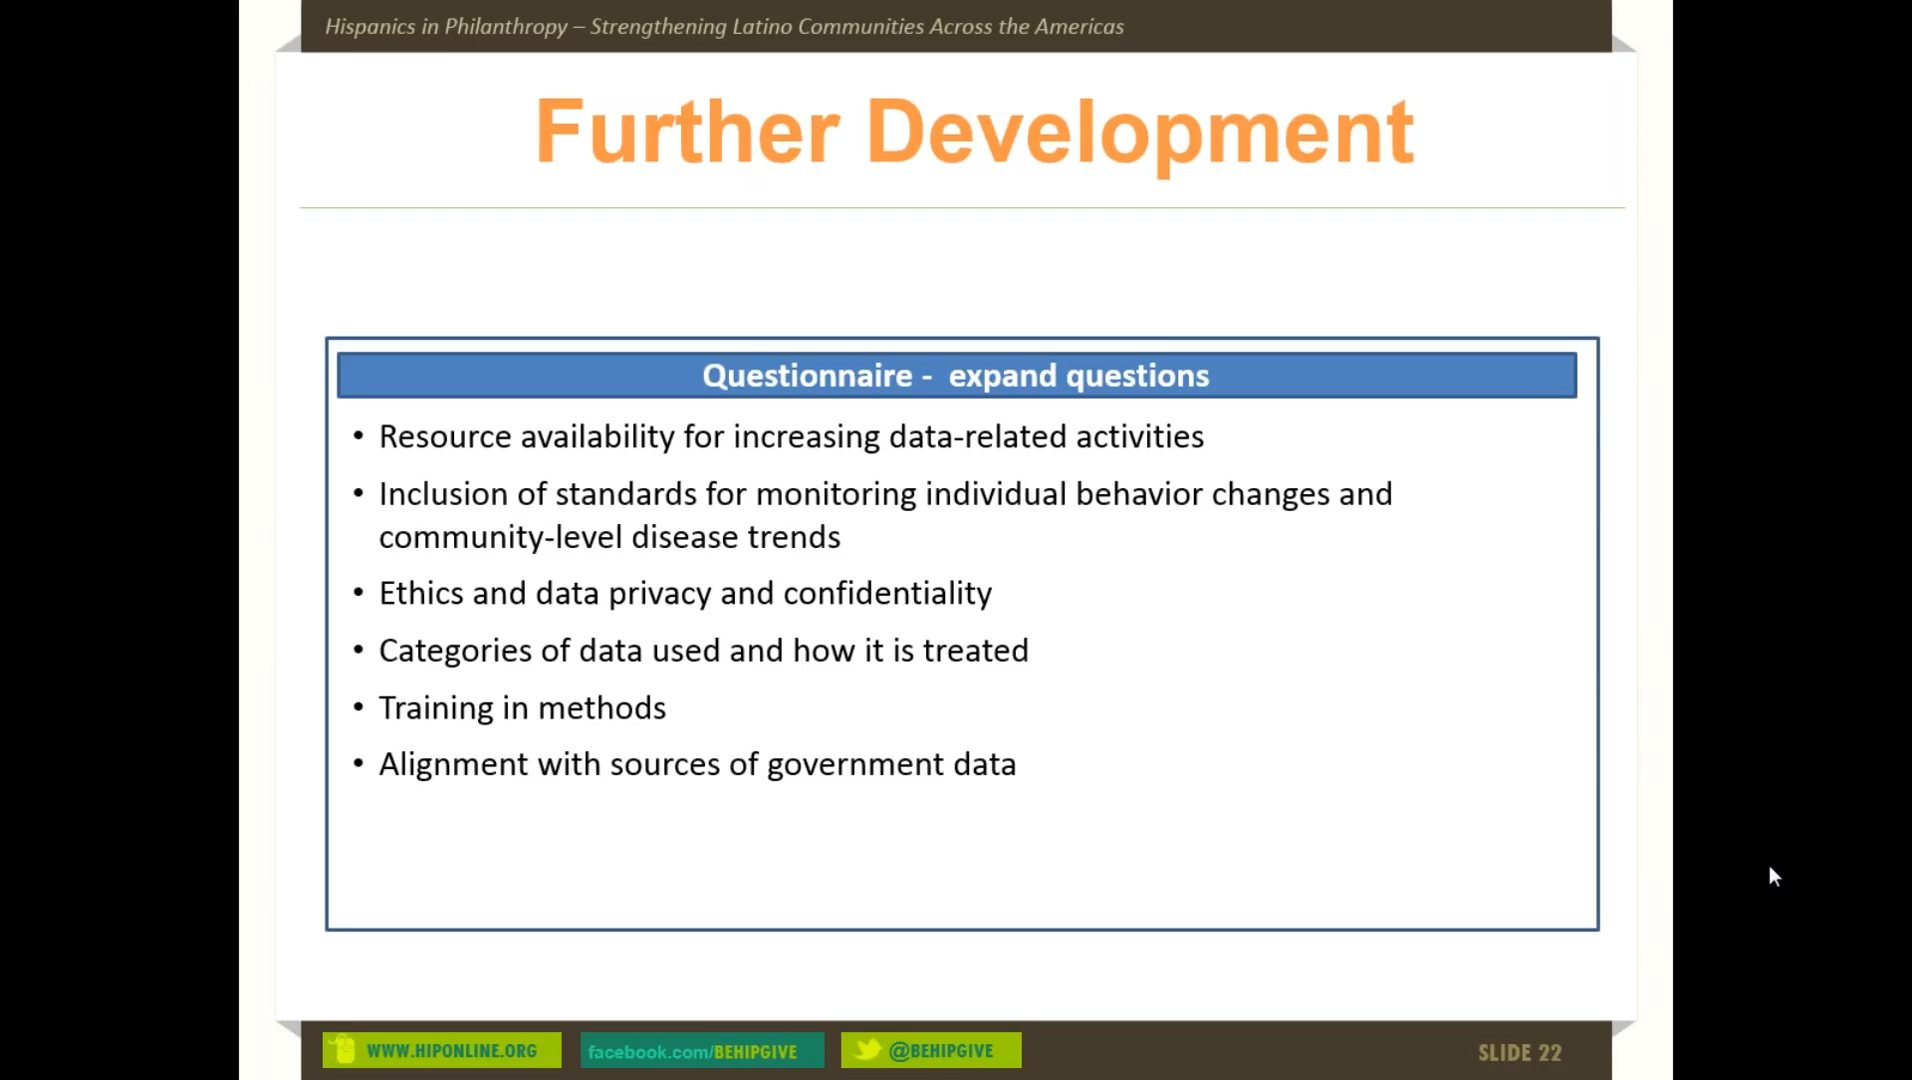 Hispanics in Philanthropy – Strengthening Latino Communities Across the Americas
Further Development
Questionnaire -  expand questions
• Resource availability for increasing data-related activities
• Inclusion of standards for monitoring individual behavior changes and
community-level disease trends
• Ethics and data privacy and confidentiality
• Categories of data used and how it is treated
• Training in methods
• Alignment with sources of government data
WWW.HIPONLINE.ORG facebook.com/BEHIPGIVE @BEHIPGIVE SLIDE 22